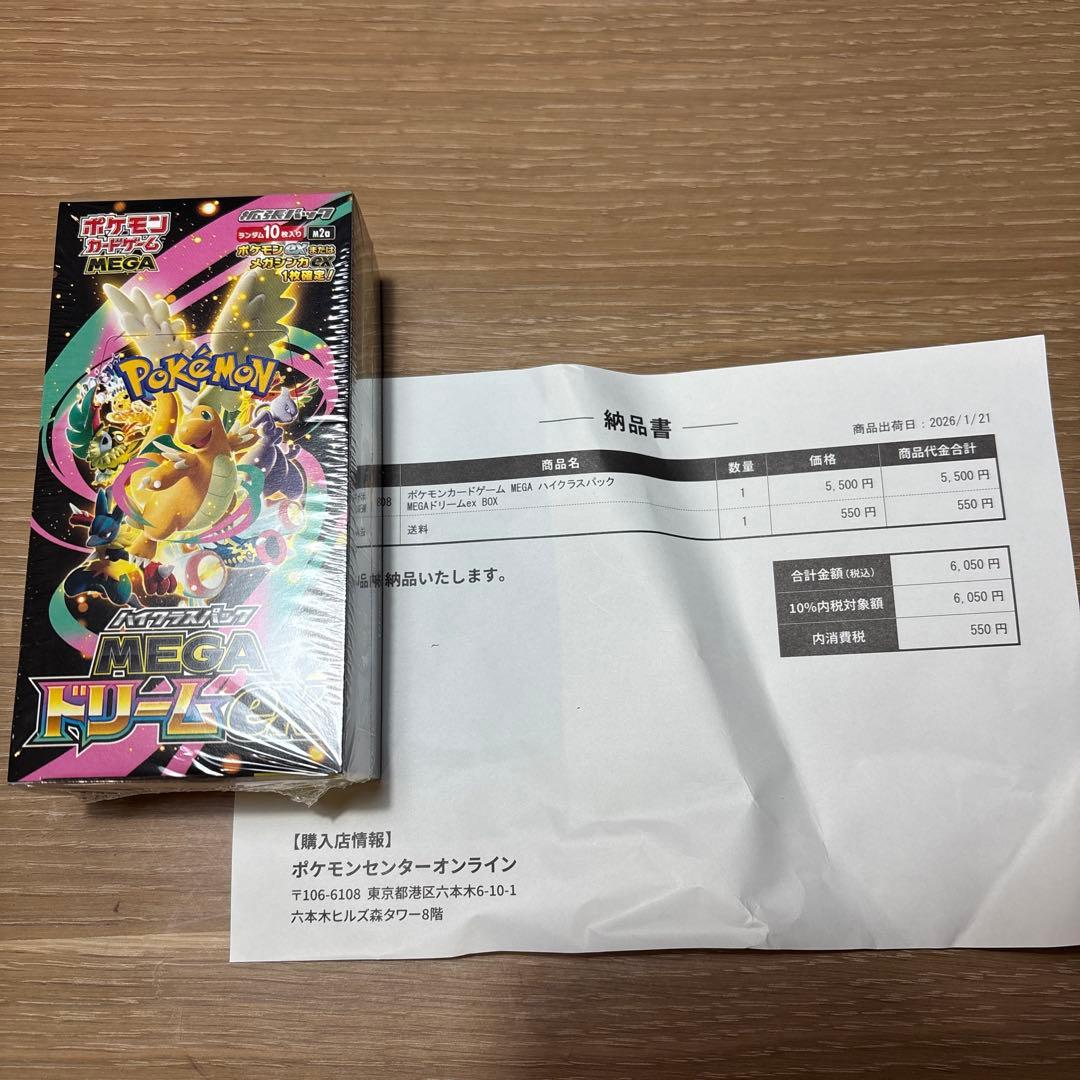 ポケモン
カードゲーム
MEGA
拡張パック
ランダム10枚入り M2a
ポケモンexまたは
メガシンカex
1枚確定!
POKÉMON
ハイクラスパック
MEGA
ドリームex
納品書
商品出荷日:2026/1/21
商品名 数量 価格 商品代金合計
808 ポケモンカードゲーム MEGA ハイクラスパック
MEGAドリームex BOX 1 5,500 円 5,500 円
送料 1 550 円 550 円
納品いたします。
合計金額(税込) 6,050 円
10%内税対象額 6,050 円
内消費税 550 円
【購入店情報】
ポケモンセンターオンライン
〒106-6108 東京都港区六本木6-10-1
六本木ヒルズ森タワー8階